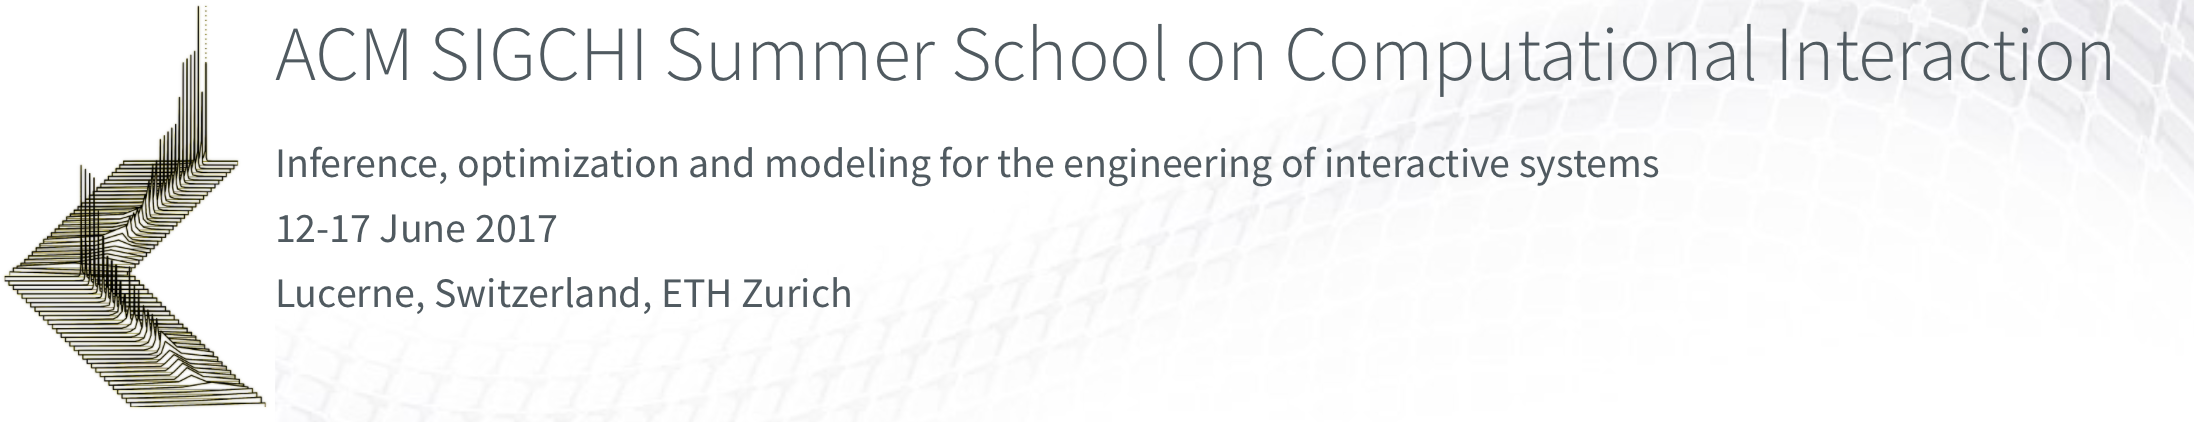 ACM SIGCHI Summer School on Computational Interaction
Inference, optimization and modeling for the engineering of interactive systems
12-17 June 2017
Lucerne, Switzerland, ETH Zurich